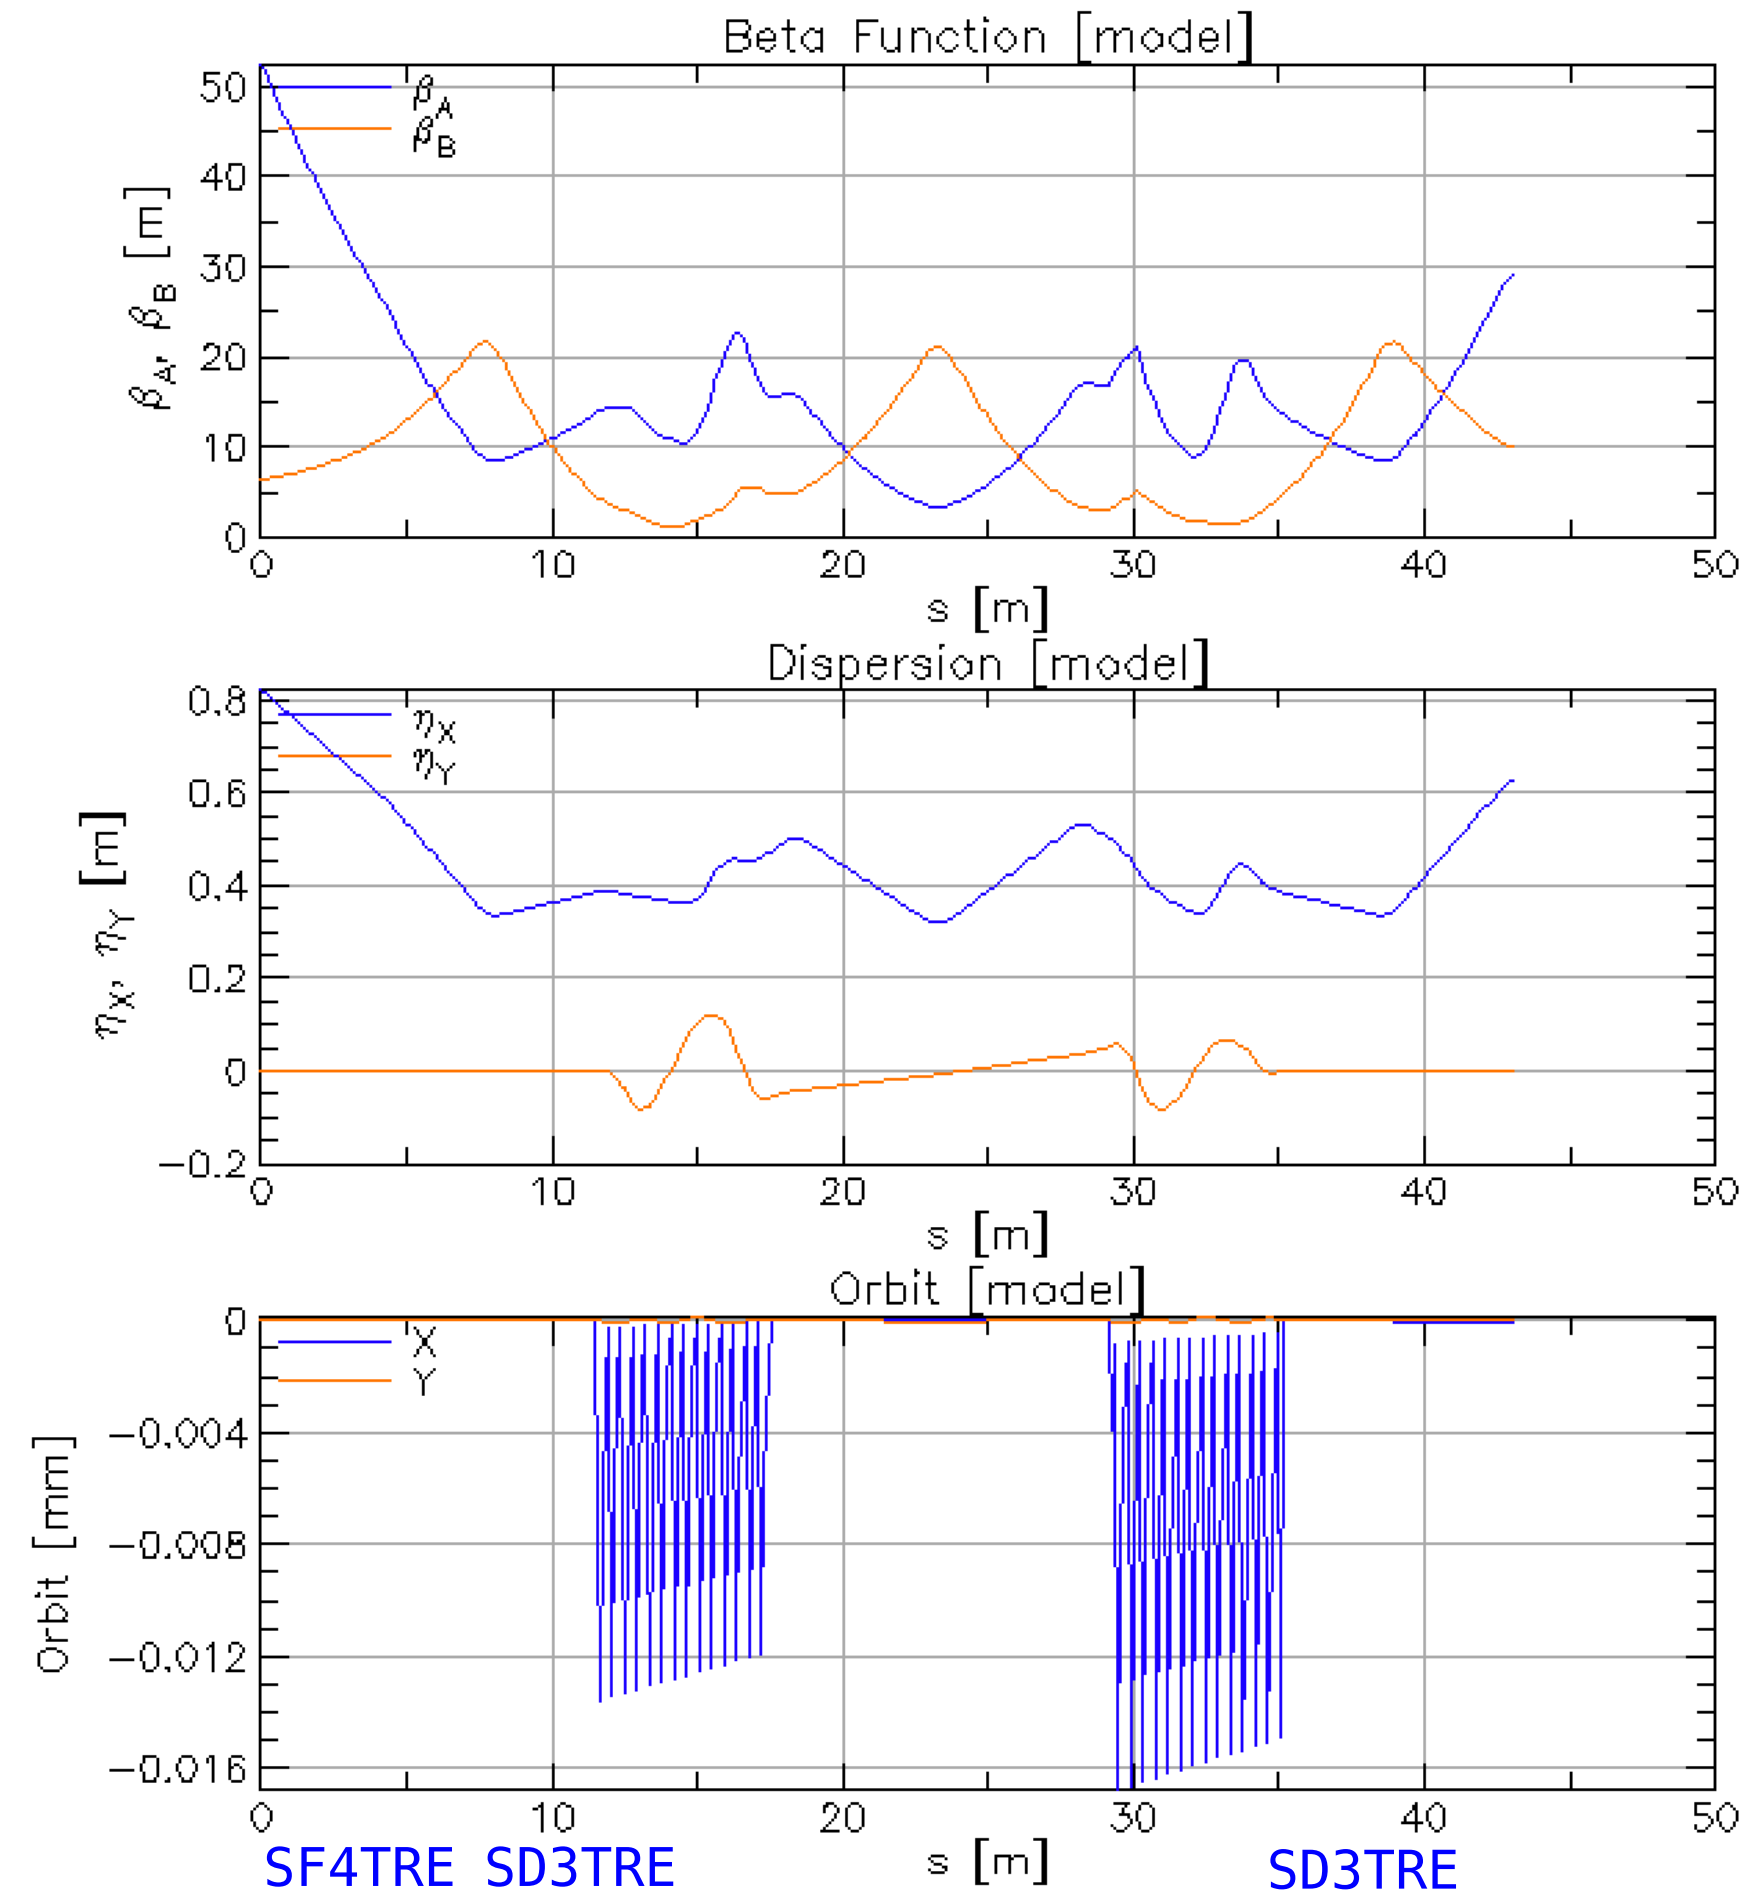 Beta Function [model]
β_A
β_B
50
40
30
20
10
0
β_A, β_B [m]
0 10 20 30 40 50
s [m]
Dispersion [model]
η_X
η_Y
0.8
0.6
0.4
0.2
0
−0.2
η_X, η_Y [m]
0 10 20 30 40 50
s [m]
Orbit [model]
X
Y
0
−0.004
−0.008
−0.012
−0.016
Orbit [mm]
0 10 20 30 40 50
s [m]
SF4TRE SD3TRE SD3TRE